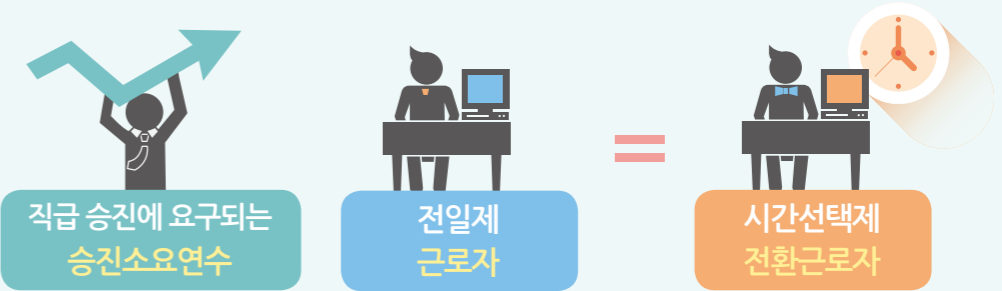 직급 승진에 요구되는
승진소요연수
전일제
근로자
=
시간선택제
전환근로자